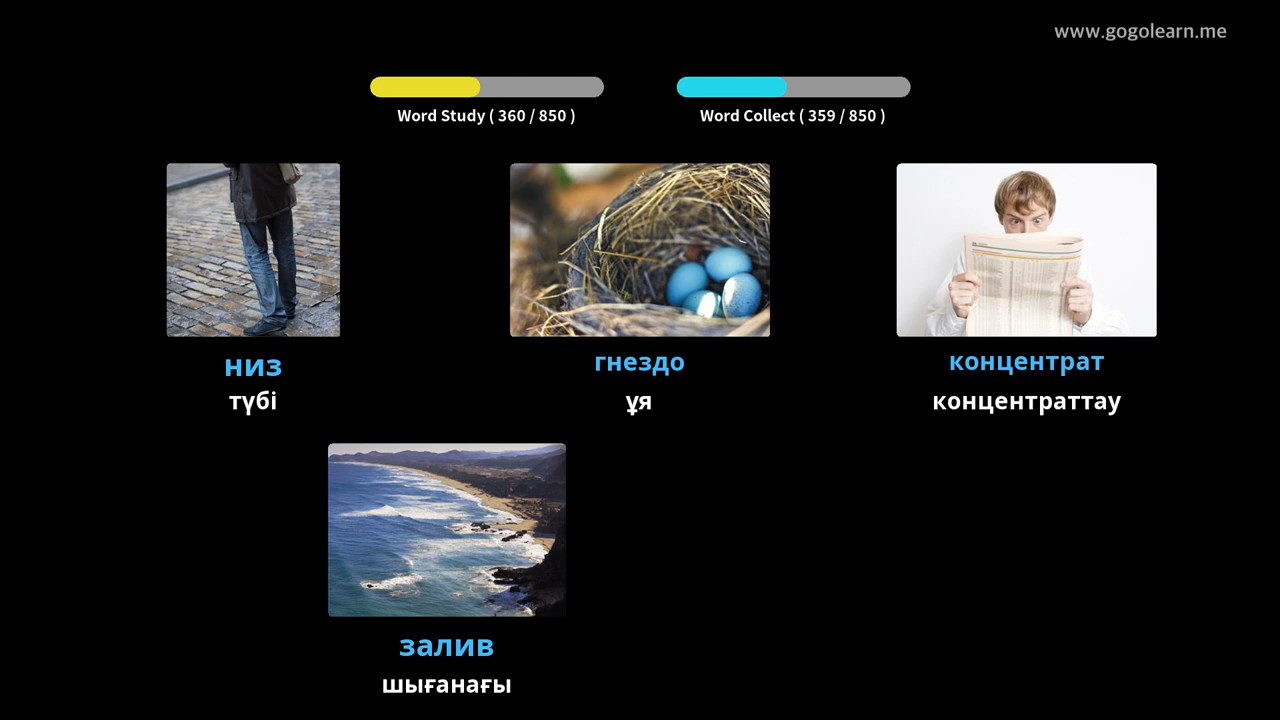 www.gogolearn.me
Word Study ( 360 / 850 )
Word Collect ( 359 / 850 )
низ
түбі
гнездо
ұя
концентрат
концентраттау
залив
шығанағы